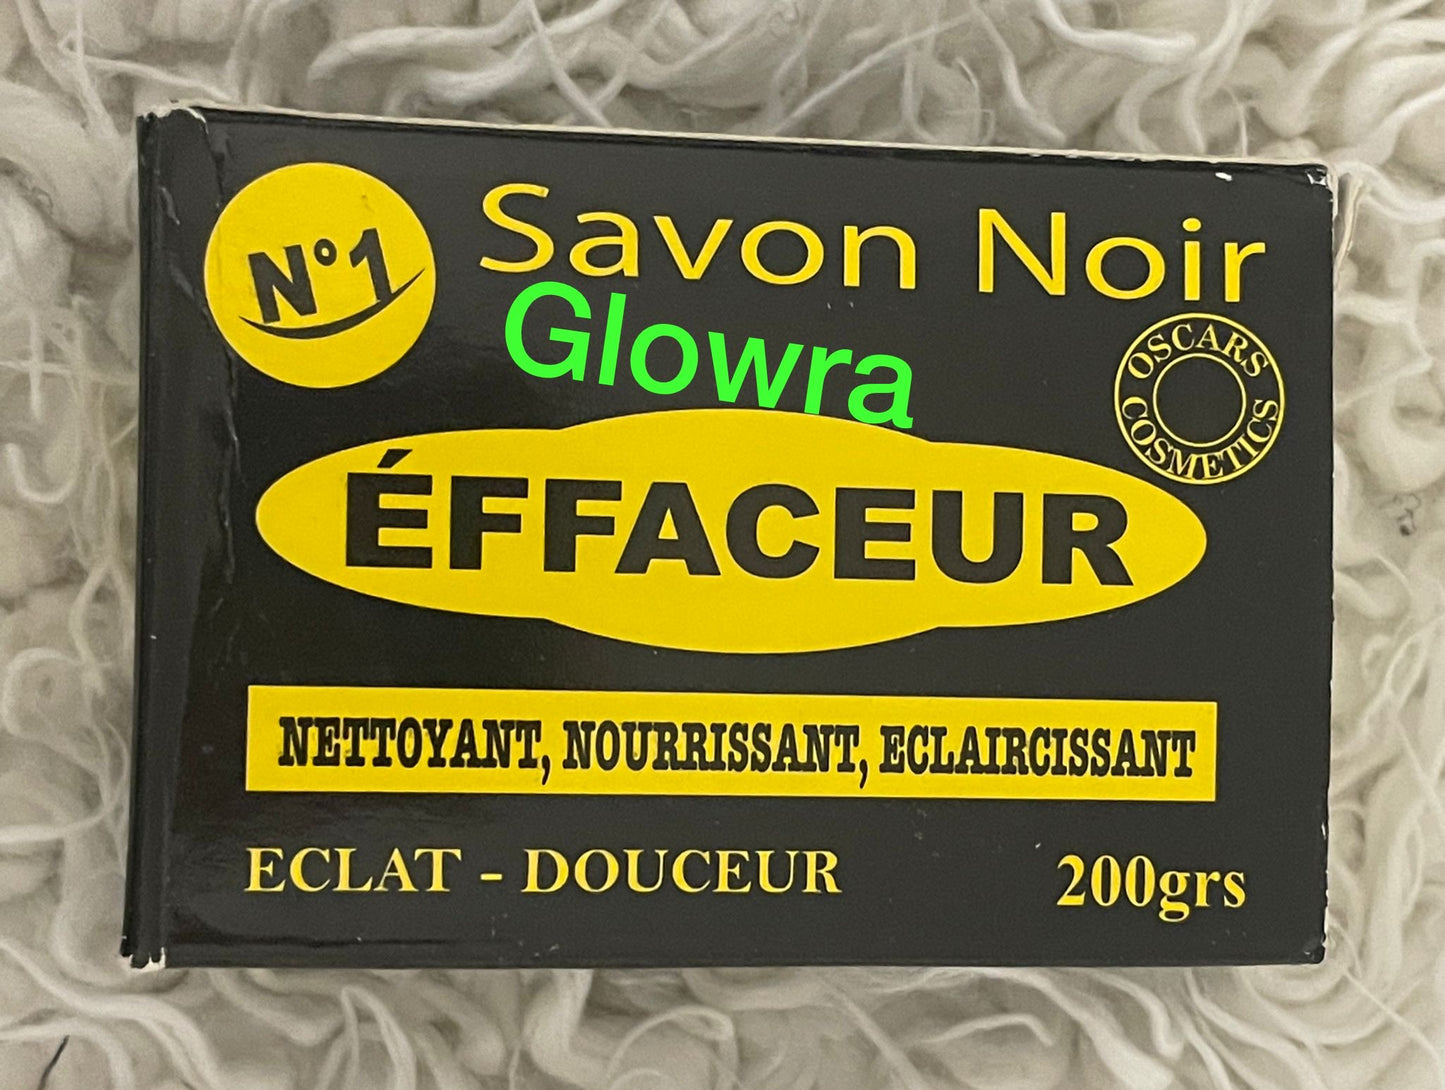 N°1
Savon Noir
Glowra
OSCARS
COSMETICS
ÉFFACEUR
NETTOYANT, NOURRISSANT, ECLAIRCISSANT
ECLAT - DOUCEUR
200grs